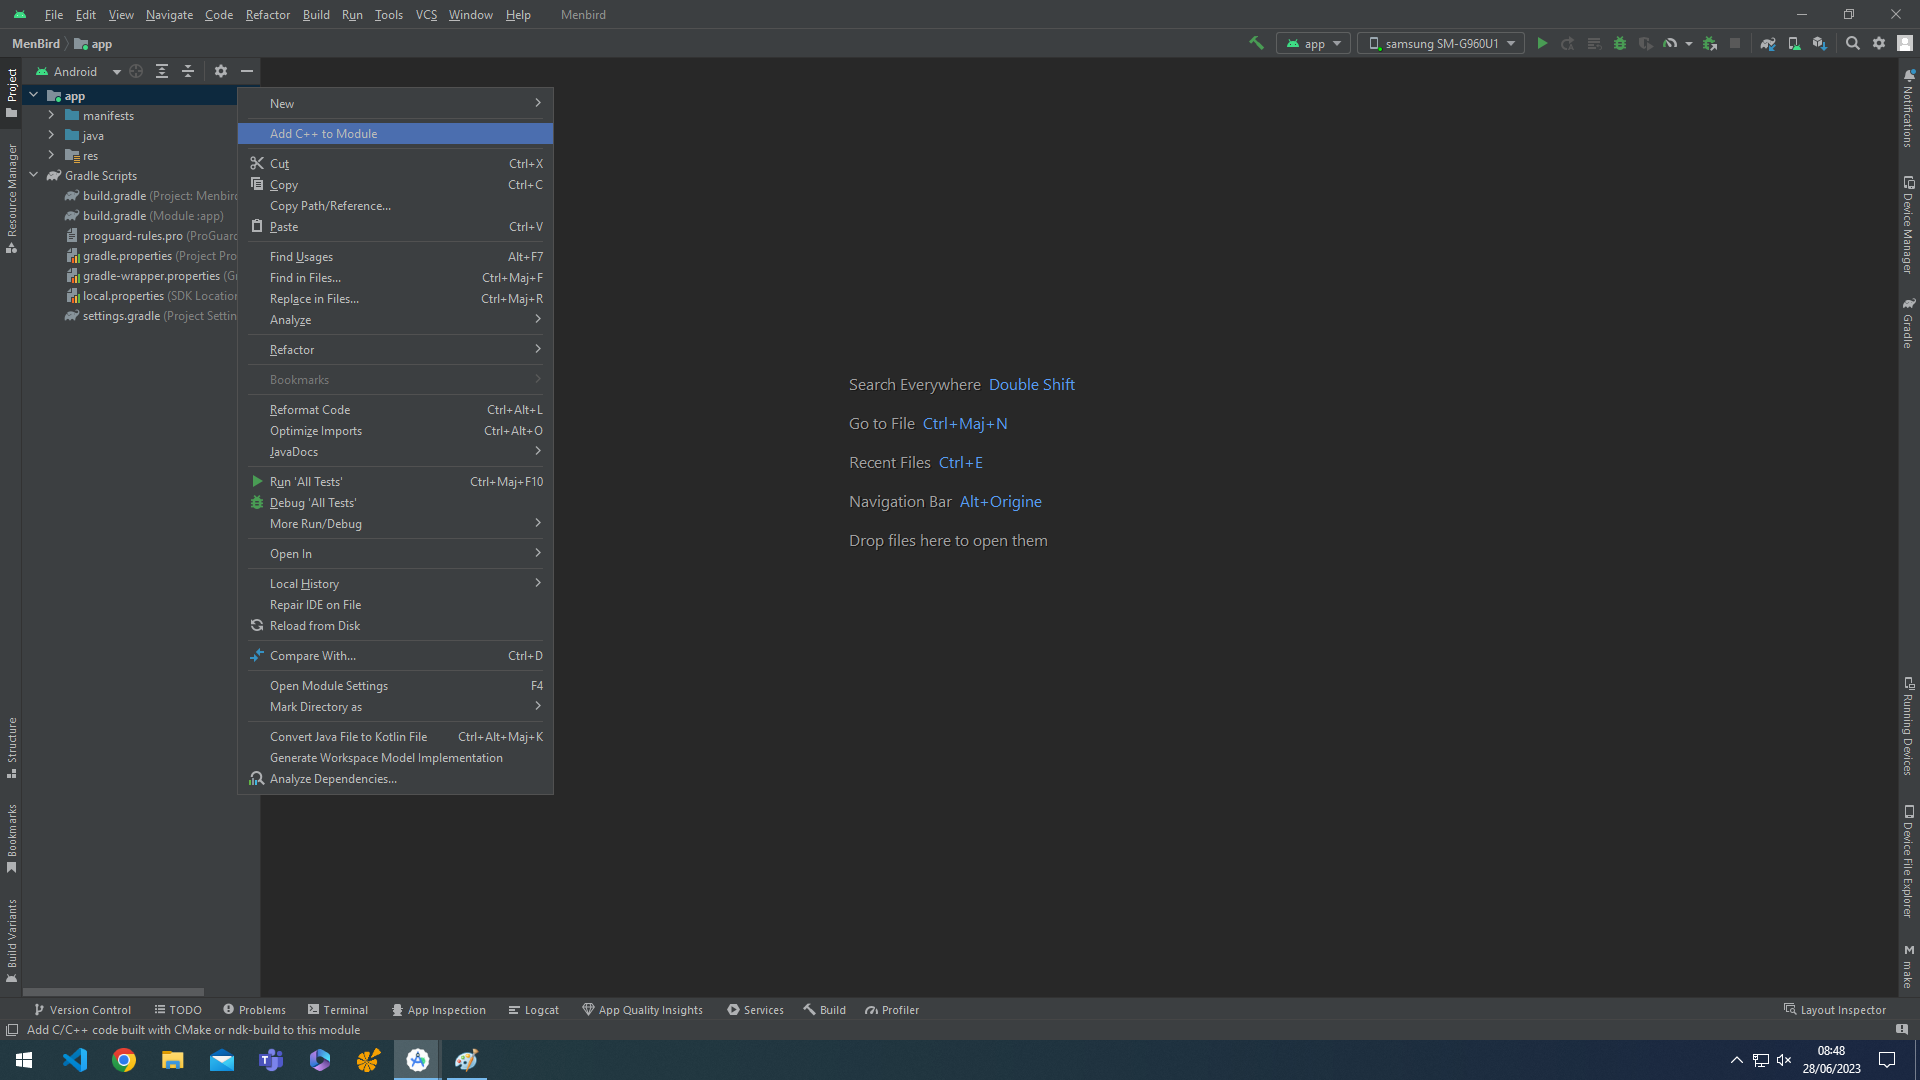 File Edit View Navigate Code Refactor Build Run Tools VCS Window Help Menbird
MenBird app
app
samsung SM-G960U1
Android
Project
Resource Manager
Structure
Bookmarks
Build Variants
app
manifests
java
res
Gradle Scripts
build.gradle (Project: Menbird
build.gradle (Module :app)
proguard-rules.pro (ProGuard
gradle.properties (Project Pro
gradle-wrapper.properties (Gr
local.properties (SDK Location
settings.gradle (Project Settin
New
Add C++ to Module
Cut Ctrl+X
Copy Ctrl+C
Copy Path/Reference...
Paste Ctrl+V
Find Usages Alt+F7
Find in Files... Ctrl+Maj+F
Replace in Files... Ctrl+Maj+R
Analyze
Refactor
Bookmarks
Reformat Code Ctrl+Alt+L
Optimize Imports Ctrl+Alt+O
JavaDocs
Run 'All Tests' Ctrl+Maj+F10
Debug 'All Tests'
More Run/Debug
Open In
Local History
Repair IDE on File
Reload from Disk
Compare With... Ctrl+D
Open Module Settings F4
Mark Directory as
Convert Java File to Kotlin File Ctrl+Alt+Maj+K
Generate Workspace Model Implementation
Analyze Dependencies...
Search Everywhere Double Shift
Go to File Ctrl+Maj+N
Recent Files Ctrl+E
Navigation Bar Alt+Origine
Drop files here to open them
Notifications
Device Manager
Gradle
Running Devices
Device File Explorer
M make
Version Control TODO Problems Terminal App Inspection Logcat App Quality Insights Services Build Profiler Layout Inspector
Add C/C++ code built with CMake or ndk-build to this module
08:48
28/06/2023